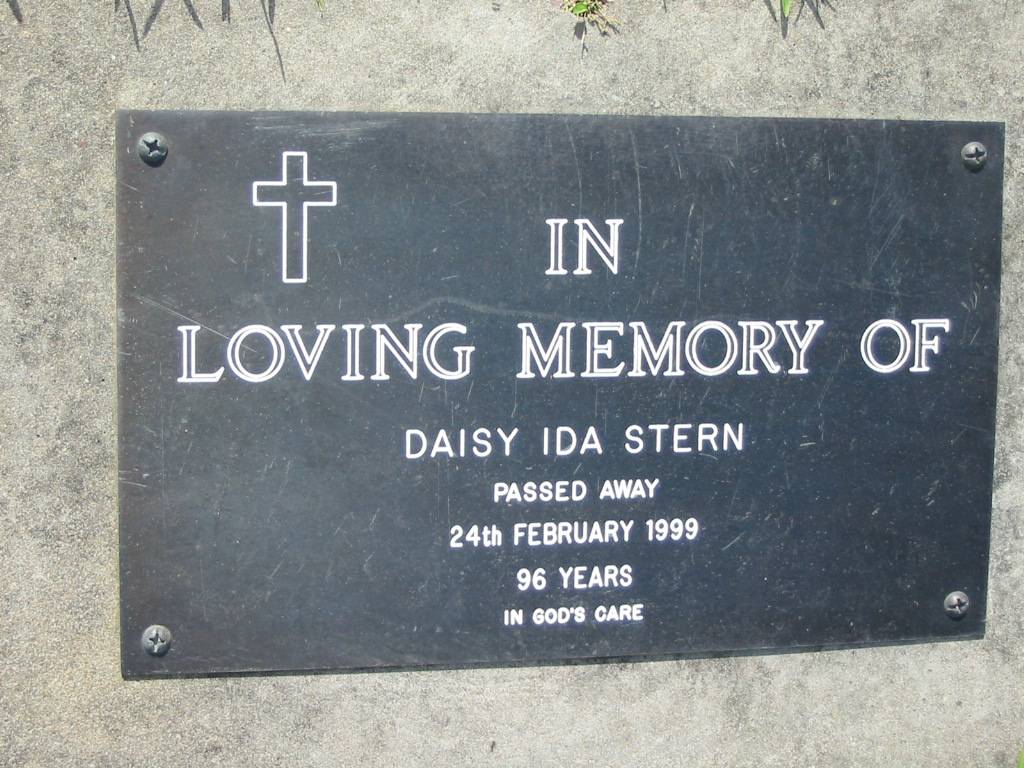 IN
LOVING MEMORY OF
DAISY IDA STERN
PASSED AWAY
24th FEBRUARY 1999
96 YEARS
IN GOD'S CARE